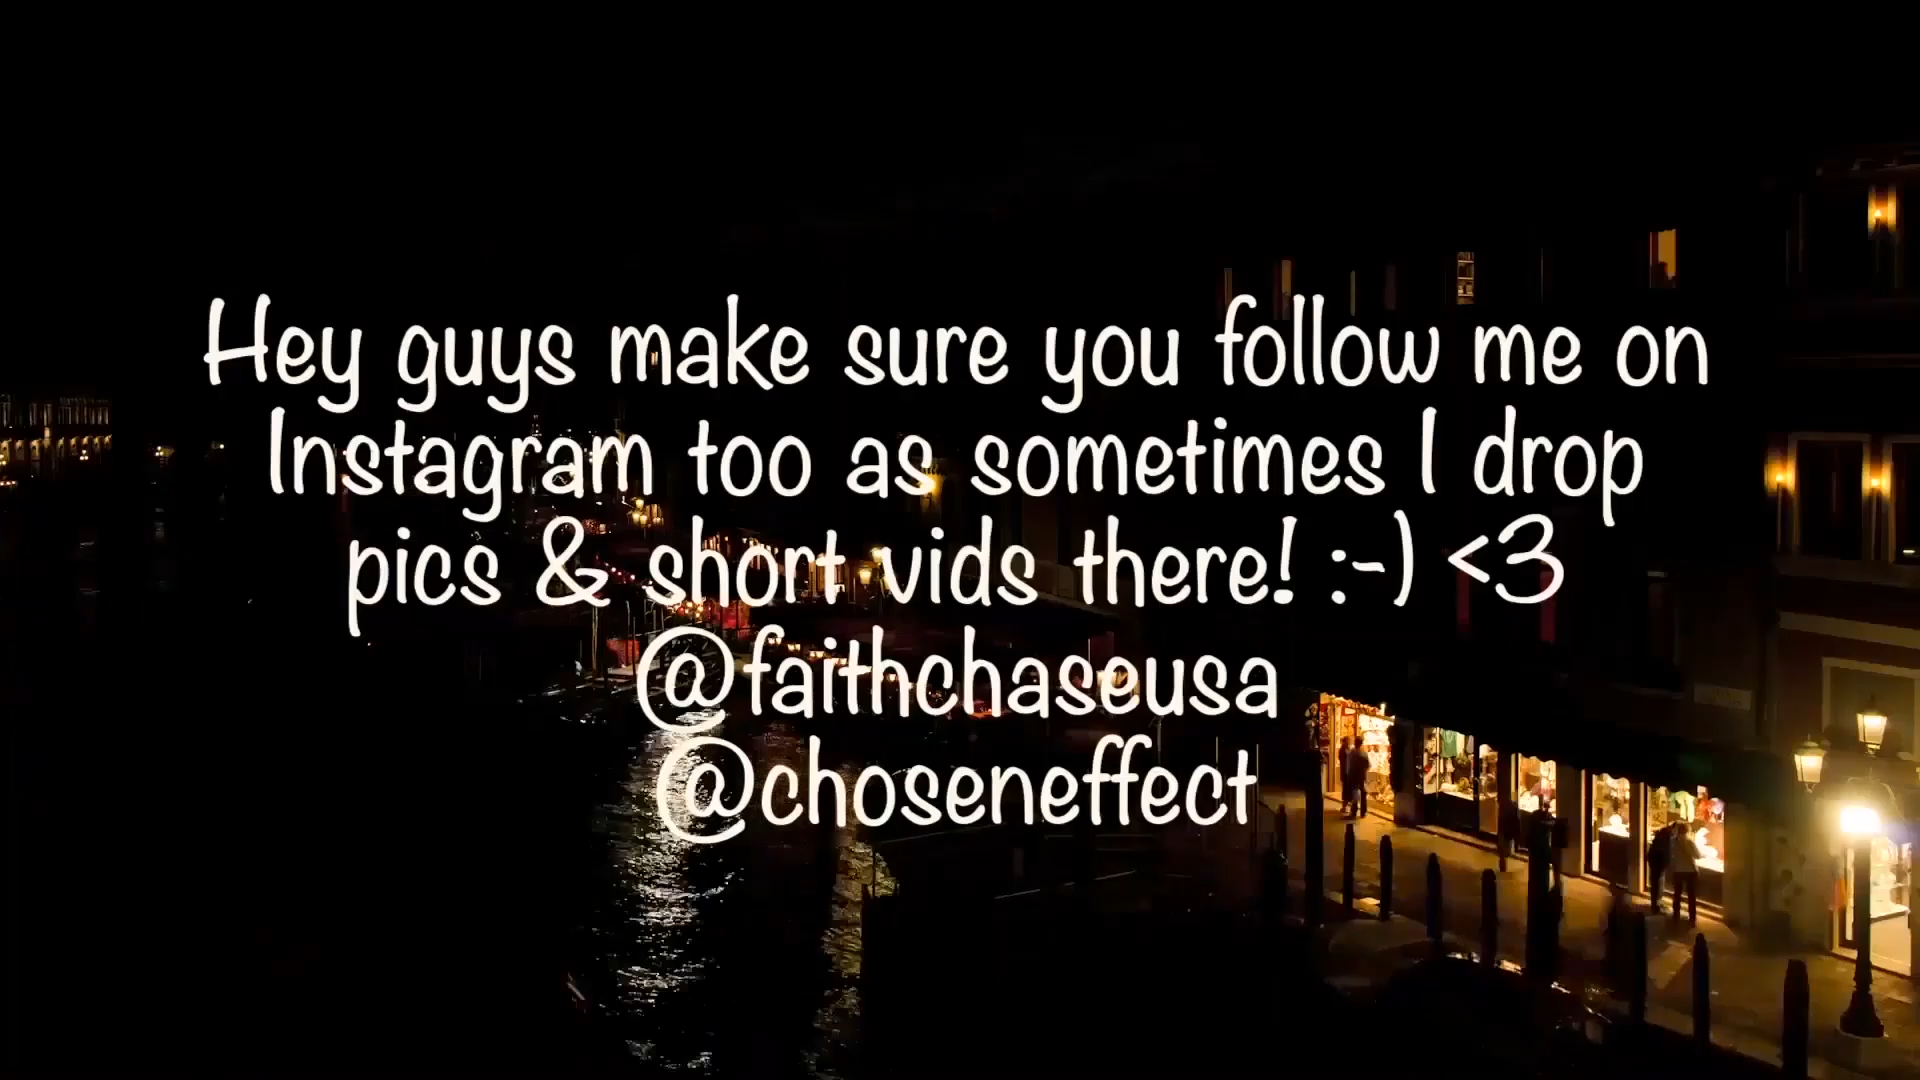 Hey guys make sure you follow me on
Instagram too as sometimes I drop
pics & short vids there! :-) <3
@faithchaseusa
@choseneffect